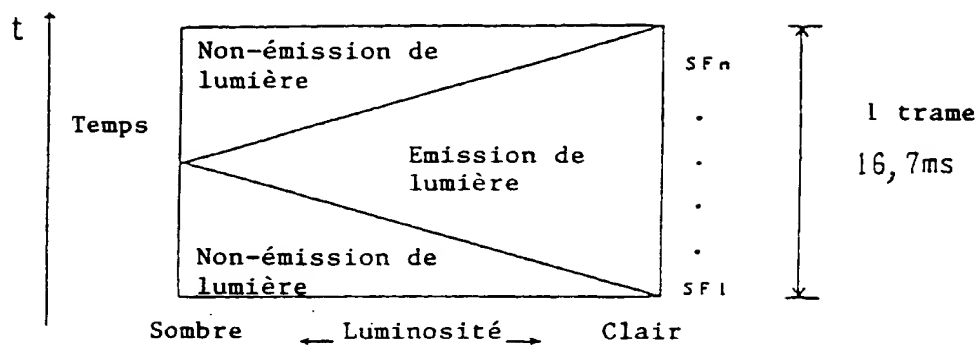 t
Non-émission de
lumière
SFn
Temps
1 trame
16,7ms
Emission de
lumière
Non-émission de
lumière
SF1
Sombre ← Luminosité → Clair